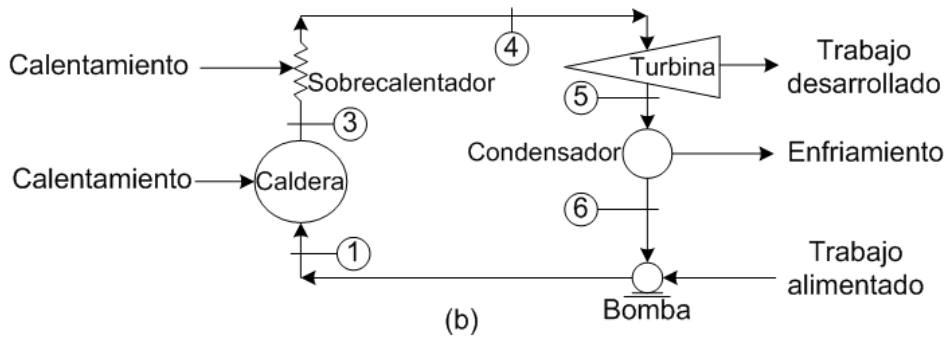 4
Calentamiento
Sobrecalentador
Turbina
Trabajo
desarrollado
5
3
Condensador
Enfriamiento
Calentamiento
Caldera
6
1
Trabajo
alimentado
Bomba
(b)